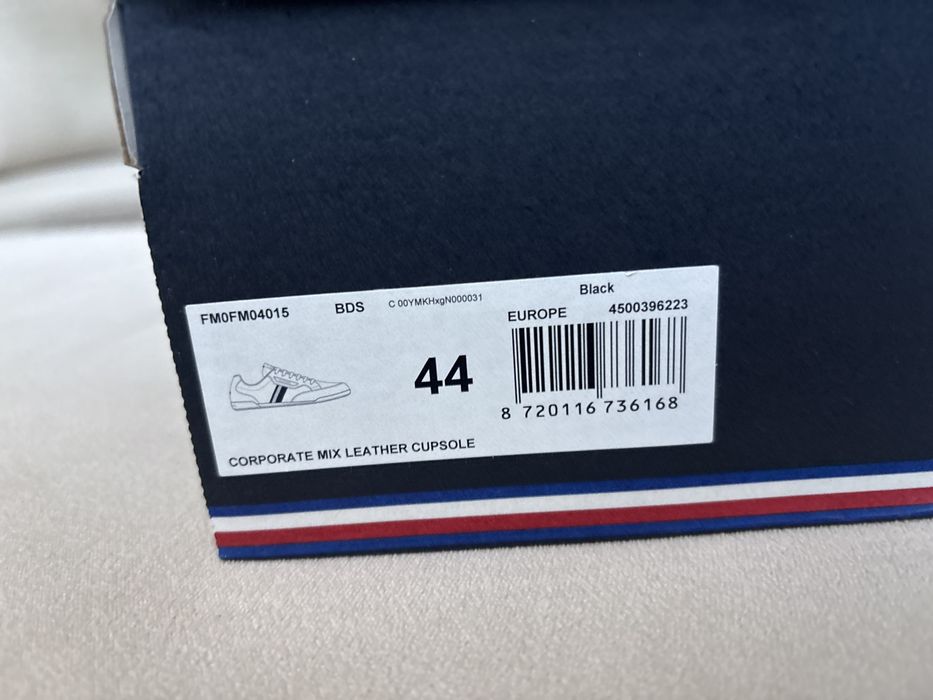 FM0FM04015 BDS C 00YMKHxgN000031 Black
EUROPE 4500396223
44
8 720116 736168
CORPORATE MIX LEATHER CUPSOLE